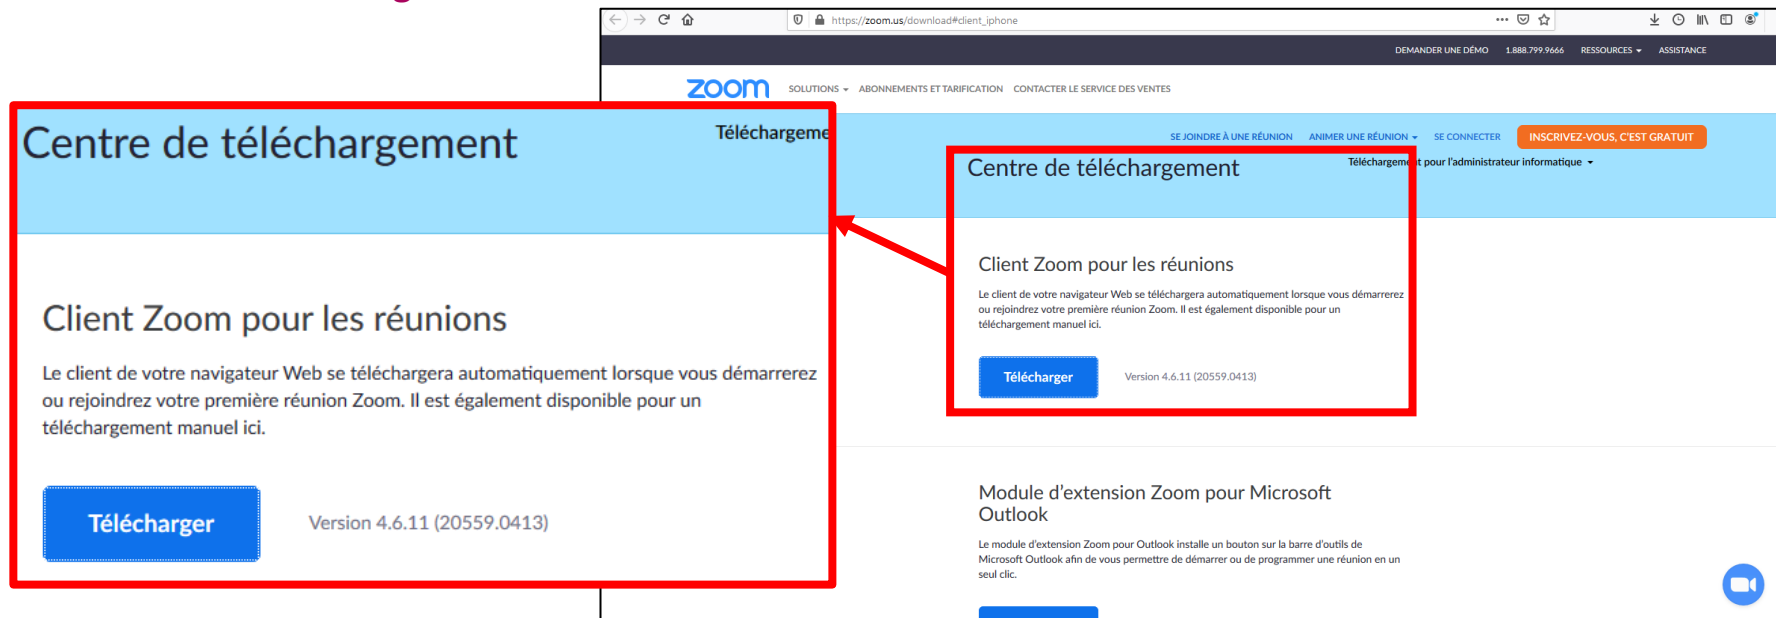 https://zoom.us/download#client_iphone
DEMANDER UNE DÉMO 1.888.799.9666 RESSOURCES ASSISTANCE
zoom SOLUTIONS ABONNEMENTS ET TARIFICATION CONTACTER LE SERVICE DES VENTES
SE JOINDRE À UNE RÉUNION ANIMER UNE RÉUNION SE CONNECTER INSCRIVEZ-VOUS, C'EST GRATUIT
Centre de téléchargement
Téléchargement pour l'administrateur informatique
Client Zoom pour les réunions
Le client de votre navigateur Web se téléchargera automatiquement lorsque vous démarrerez
ou rejoindrez votre première réunion Zoom. Il est également disponible pour un
téléchargement manuel ici.
Télécharger Version 4.6.11 (20559.0413)
Module d'extension Zoom pour Microsoft
Outlook
Le module d'extension Zoom pour Outlook installe un bouton sur la barre d'outils de
Microsoft Outlook afin de vous permettre de démarrer ou de programmer une réunion en un
seul clic.
Centre de téléchargement
Téléchargeme
Client Zoom pour les réunions
Le client de votre navigateur Web se téléchargera automatiquement lorsque vous démarrerez
ou rejoindrez votre première réunion Zoom. Il est également disponible pour un
téléchargement manuel ici.
Télécharger Version 4.6.11 (20559.0413)